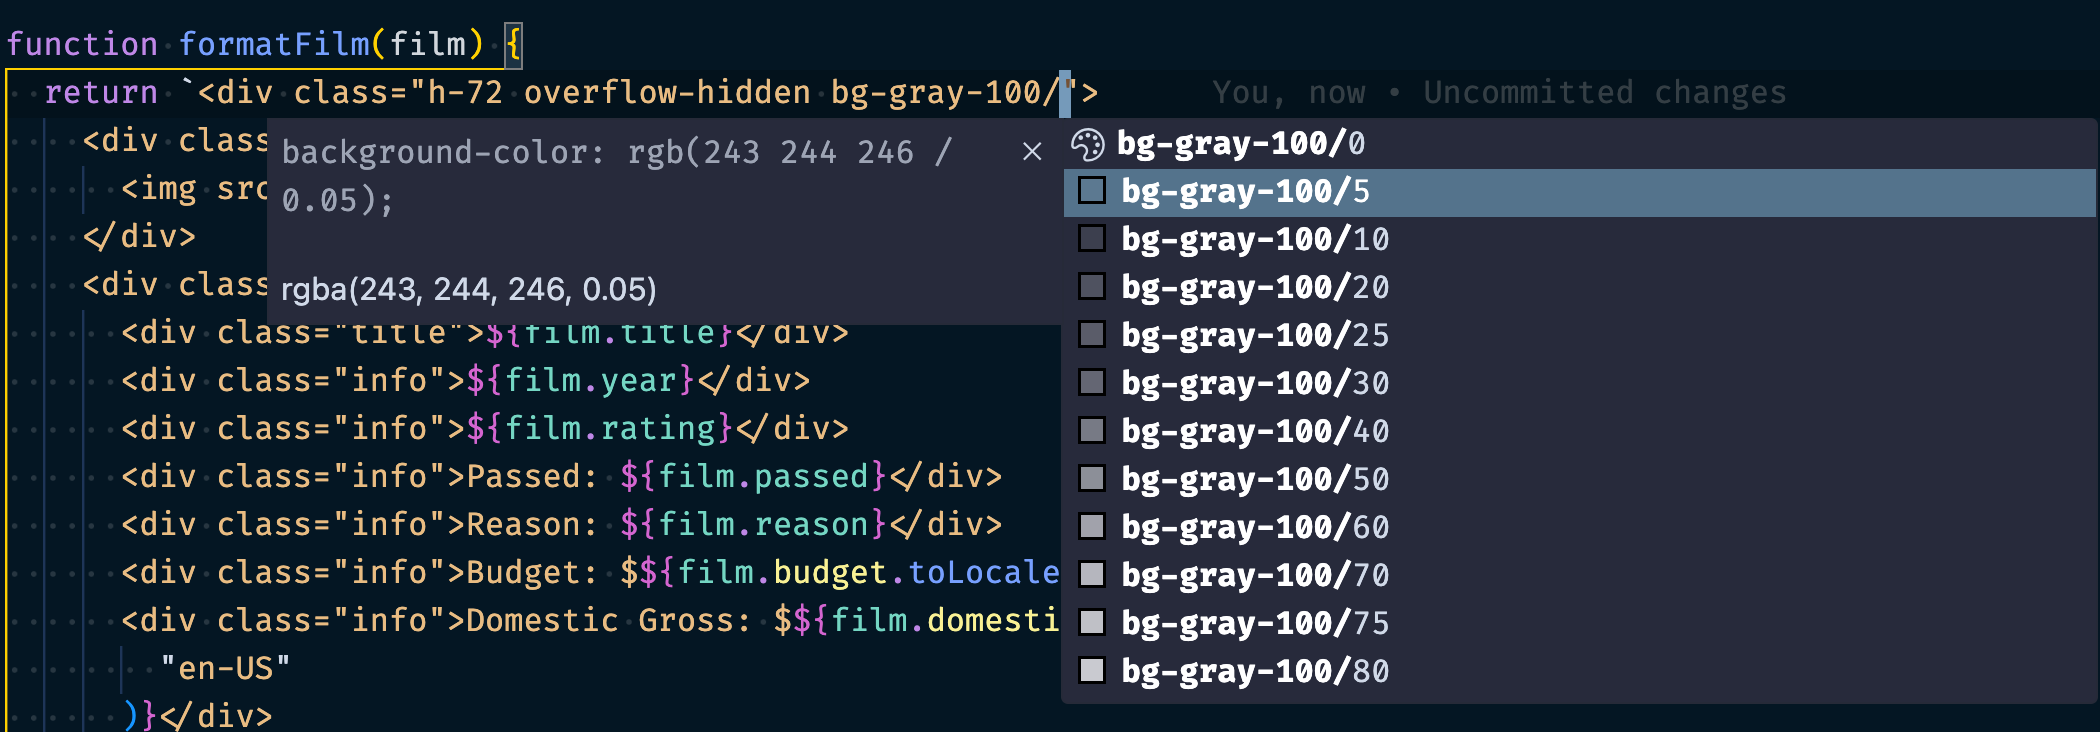 function formatFilm(film) {
return `<div class="h-72 overflow-hidden bg-gray-100/"> You, now • Uncommitted changes
<div class
<img src
</div>
<div class
background-color: rgb(243 244 246 /
0.05);
rgba(243, 244, 246, 0.05)
bg-gray-100/0
bg-gray-100/5
bg-gray-100/10
bg-gray-100/20
bg-gray-100/25
bg-gray-100/30
bg-gray-100/40
bg-gray-100/50
bg-gray-100/60
bg-gray-100/70
bg-gray-100/75
bg-gray-100/80
<div class="title">${film.title}</div>
<div class="info">${film.year}</div>
<div class="info">${film.rating}</div>
<div class="info">Passed: ${film.passed}</div>
<div class="info">Reason: ${film.reason}</div>
<div class="info">Budget: $${film.budget.toLocale
<div class="info">Domestic Gross: $${film.domesti
"en-US"
)}</div>